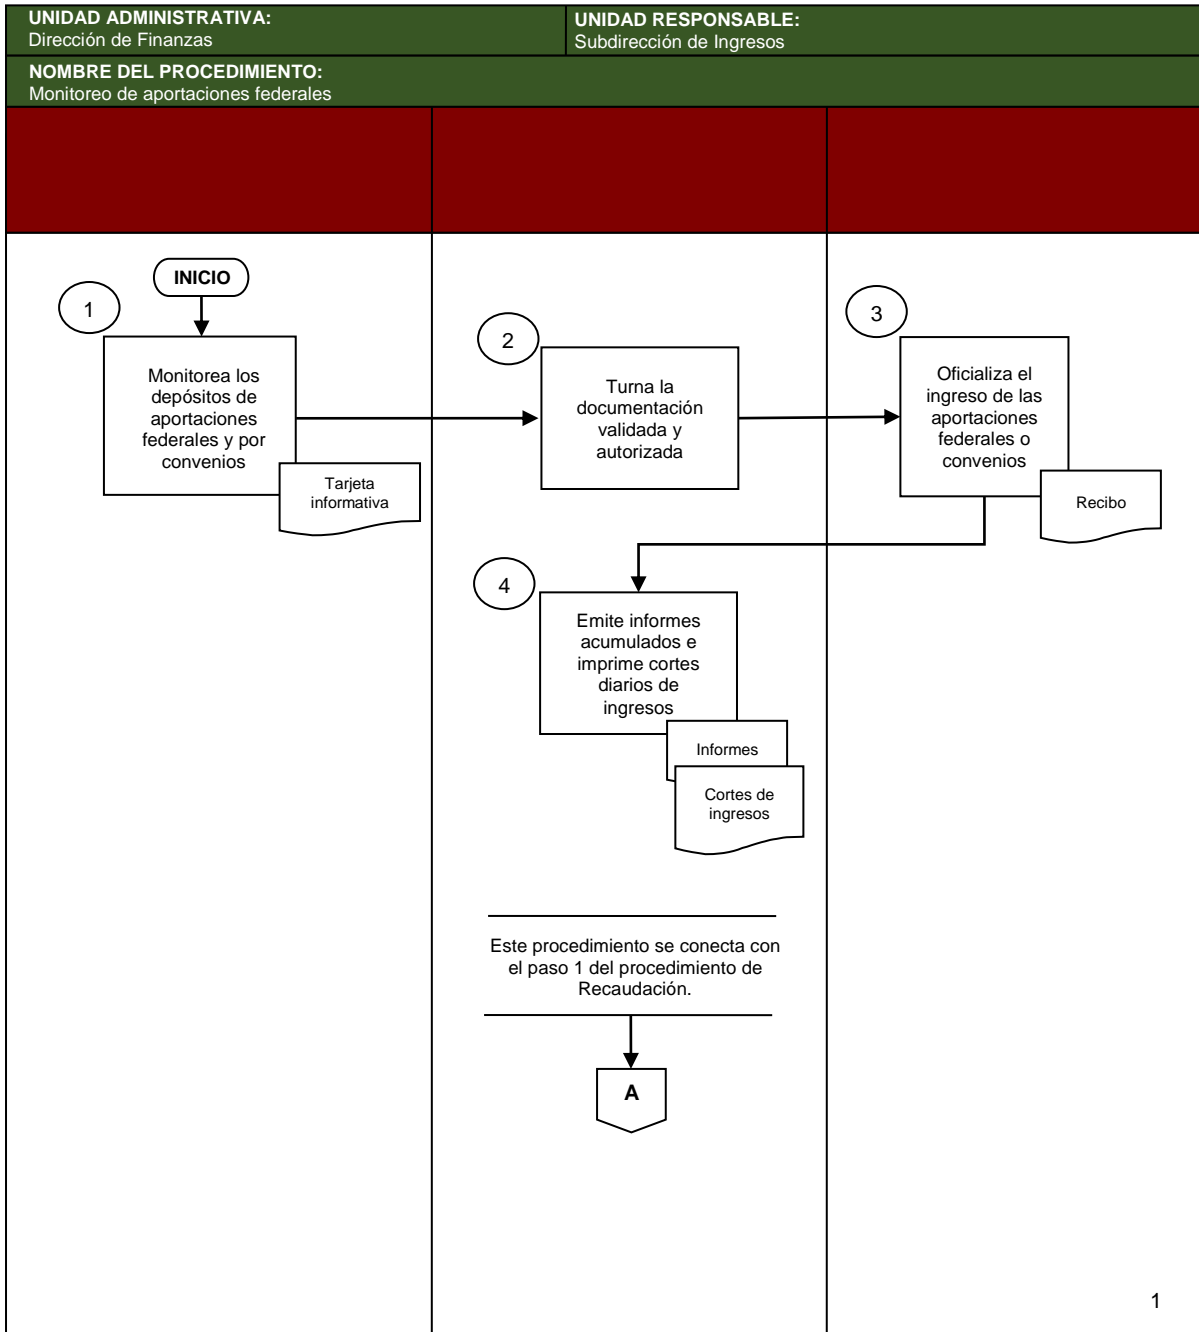 UNIDAD ADMINISTRATIVA:
Dirección de Finanzas
UNIDAD RESPONSABLE:
Subdirección de Ingresos
NOMBRE DEL PROCEDIMIENTO:
Monitoreo de aportaciones federales
INICIO
1
Monitorea los
depósitos de
aportaciones
federales y por
convenios
Tarjeta
informativa
2
Turna la
documentación
validada y
autorizada
3
Oficializa el
ingreso de las
aportaciones
federales o
convenios
Recibo
4
Emite informes
acumulados e
imprime cortes
diarios de
ingresos
Informes
Cortes de
ingresos
Este procedimiento se conecta con
el paso 1 del procedimiento de
Recaudación.
A
1